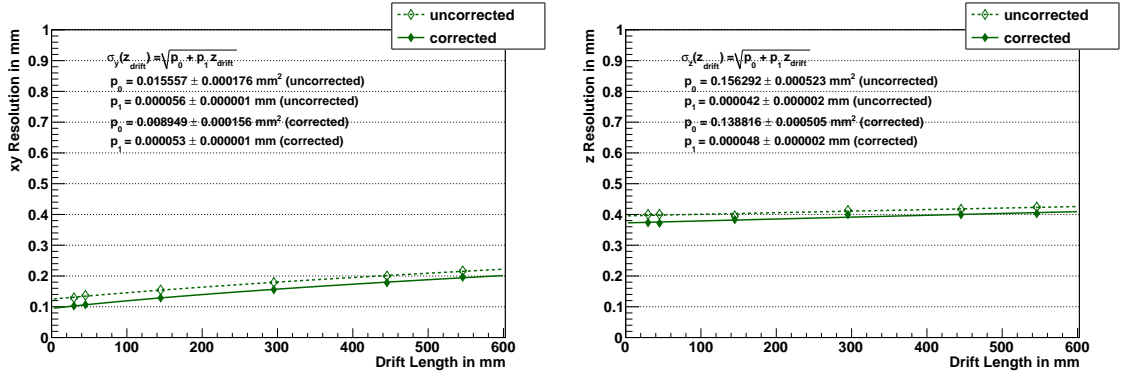 uncorrected
corrected
σy(zdrift) = √p0 + p1 zdrift
p0 = 0.015557 ± 0.000176 mm² (uncorrected)
p1 = 0.000056 ± 0.000001 mm (uncorrected)
p0 = 0.008949 ± 0.000156 mm² (corrected)
p1 = 0.000053 ± 0.000001 mm (corrected)
xy Resolution in mm
1
0.9
0.8
0.7
0.6
0.5
0.4
0.3
0.2
0.1
0
0 100 200 300 400 500 600
Drift Length in mm
uncorrected
corrected
σz(zdrift) = √p0 + p1 zdrift
p0 = 0.156292 ± 0.000523 mm² (uncorrected)
p1 = 0.000042 ± 0.000002 mm (uncorrected)
p0 = 0.138816 ± 0.000505 mm² (corrected)
p1 = 0.000048 ± 0.000002 mm (corrected)
z Resolution in mm
1
0.9
0.8
0.7
0.6
0.5
0.4
0.3
0.2
0.1
0
0 100 200 300 400 500 600
Drift Length in mm